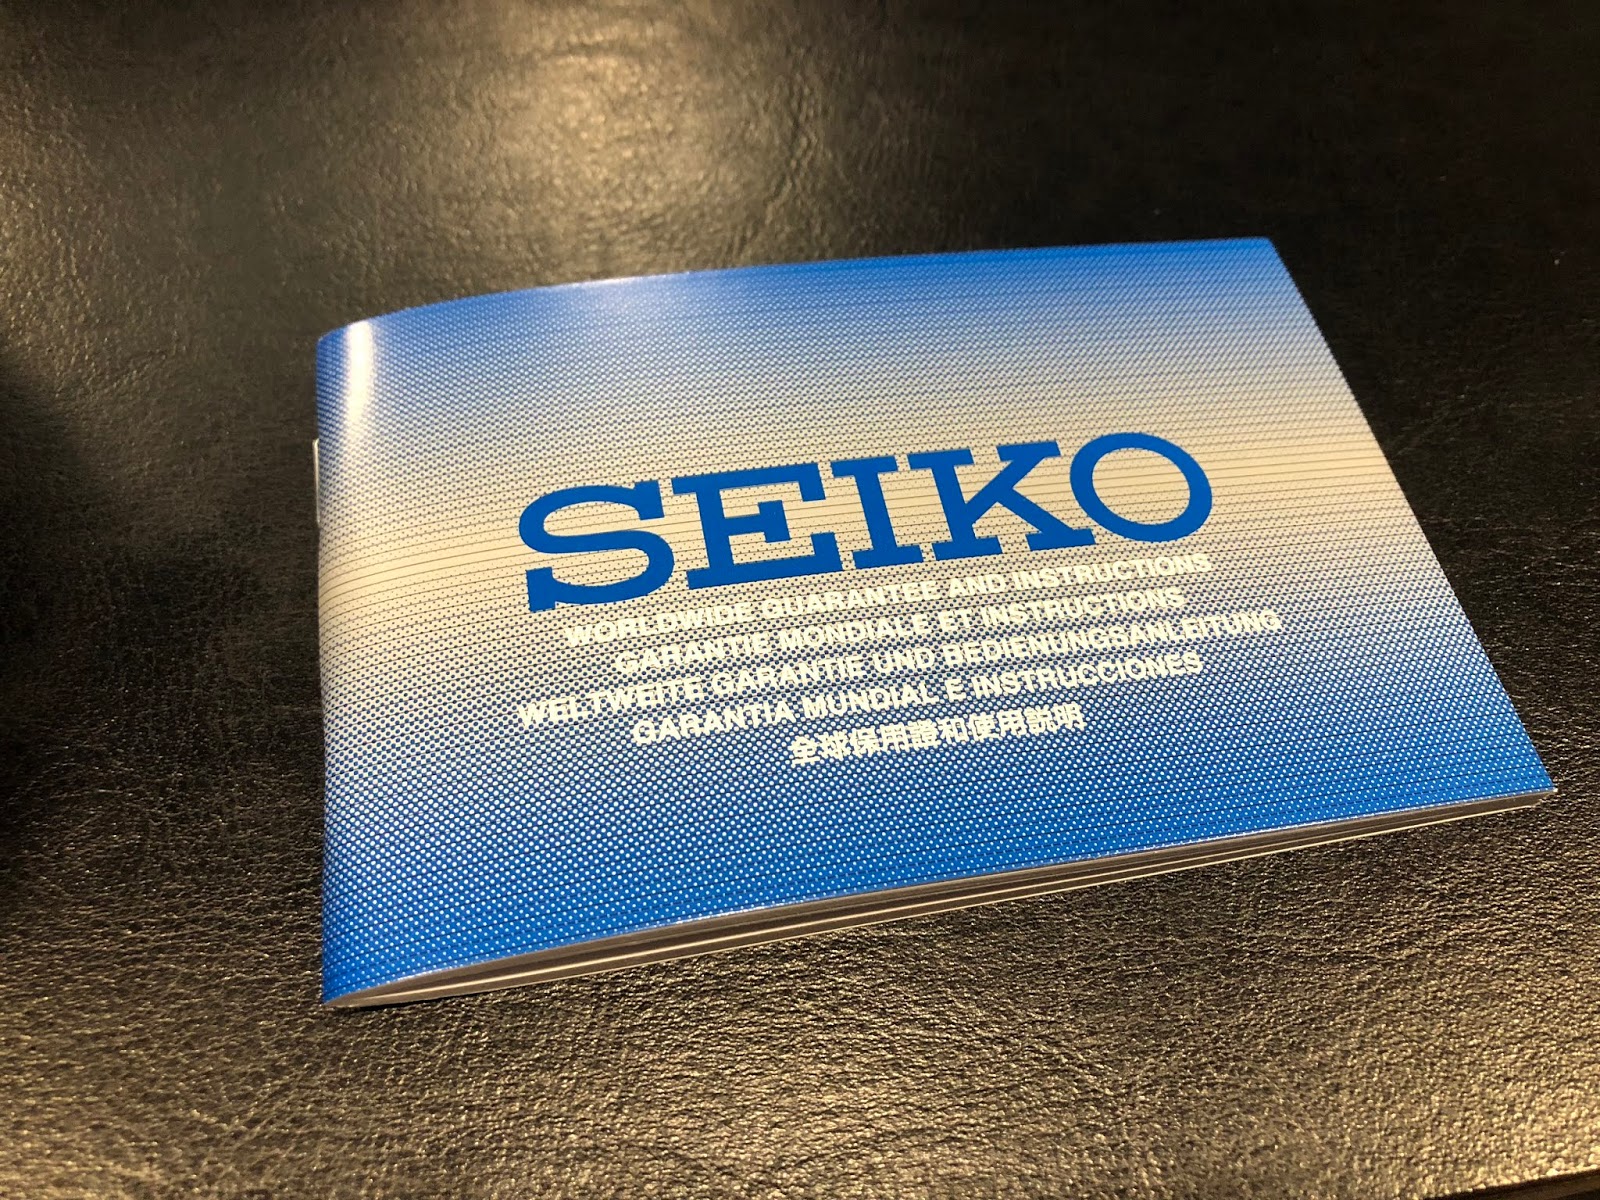 SEIKO
WORLDWIDE GUARANTEE AND INSTRUCTIONS
GARANTIE MONDIALE ET INSTRUCTIONS
WELTWEITE GARANTIE UND BEDIENUNGSANLEITUNG
GARANTIA MUNDIAL E INSTRUCCIONES
全球保用證和使用説明